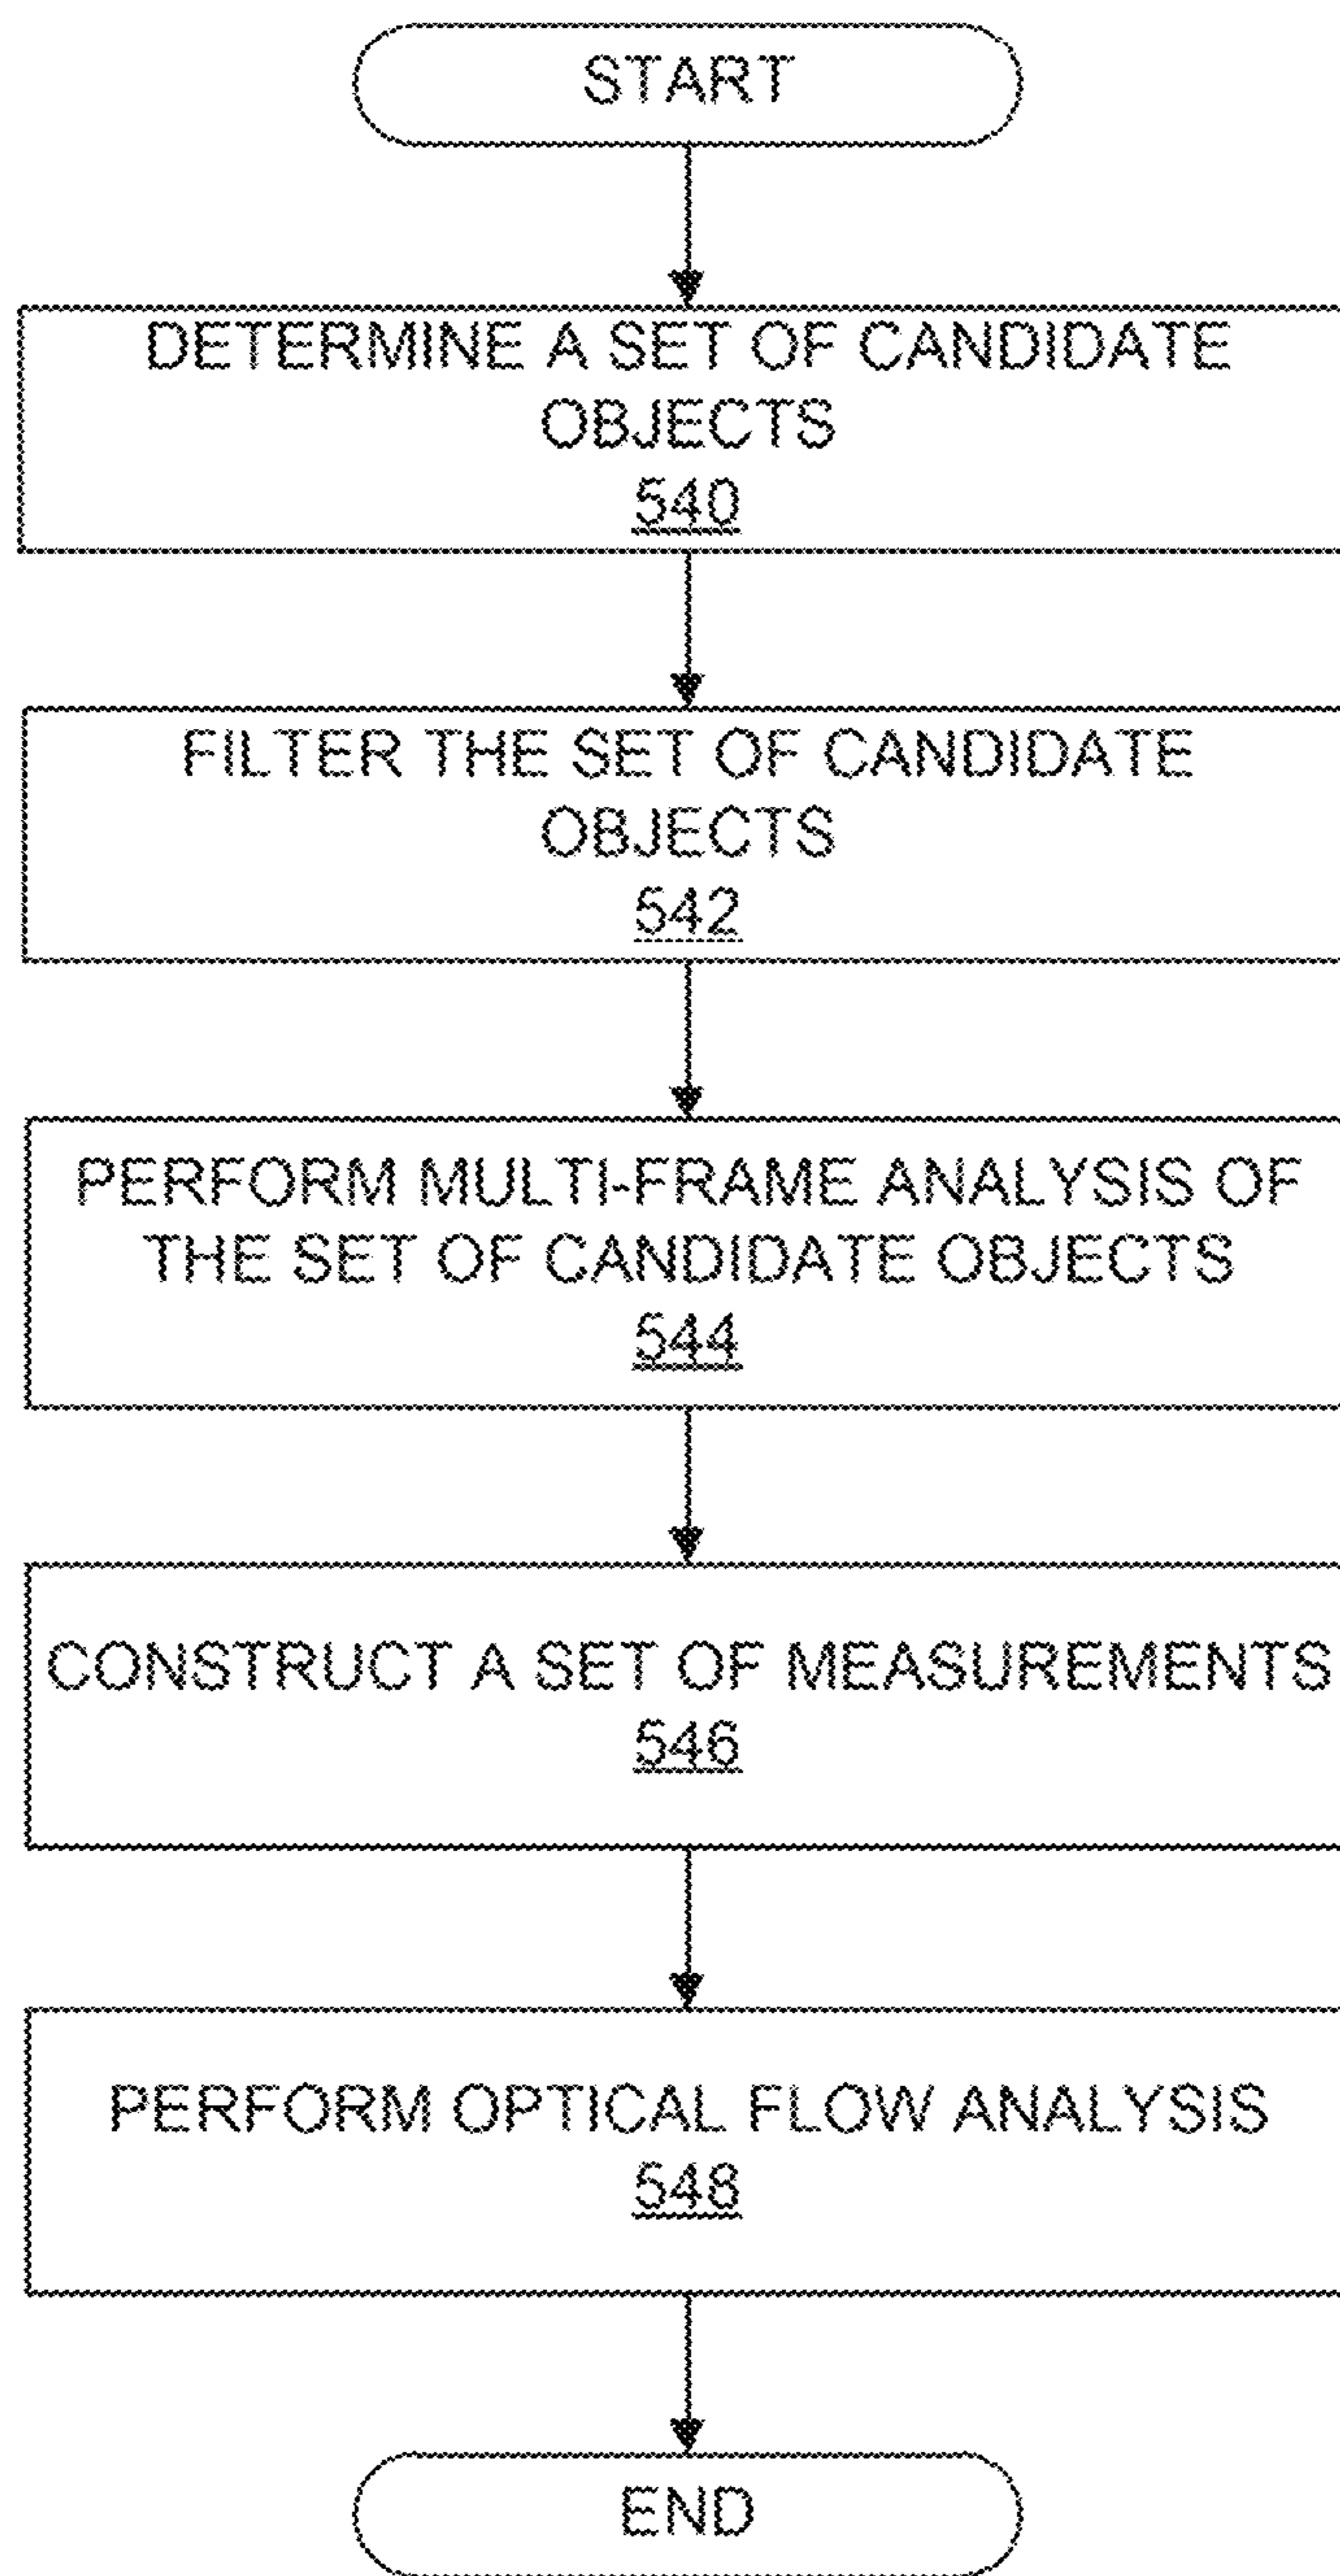 START
DETERMINE A SET OF CANDIDATE
OBJECTS
540
FILTER THE SET OF CANDIDATE
OBJECTS
542
PERFORM MULTI-FRAME ANALYSIS OF
THE SET OF CANDIDATE OBJECTS
544
CONSTRUCT A SET OF MEASUREMENTS
546
PERFORM OPTICAL FLOW ANALYSIS
548
END